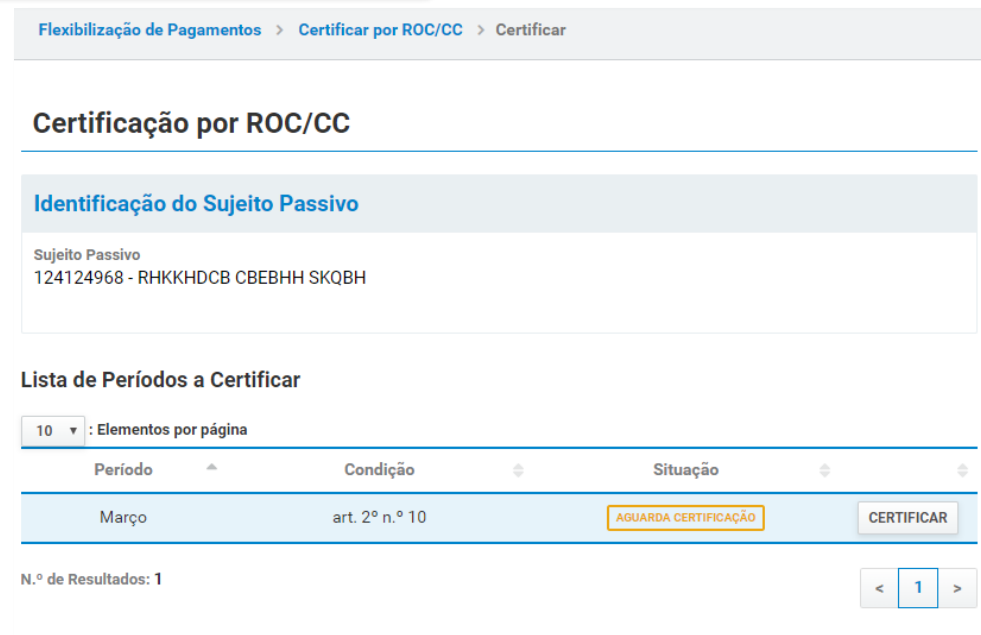 Flexibilização de Pagamentos > Certificar por ROC/CC > Certificar
Certificação por ROC/CC
Identificação do Sujeito Passivo
Sujeito Passivo
124124968 - RHKKHDCB CBEBHH SKQBH
Lista de Períodos a Certificar
10 : Elementos por página
Período Condição Situação
Março art. 2º n.º 10 AGUARDA CERTIFICAÇÃO CERTIFICAR
N.º de Resultados: 1
< 1 >